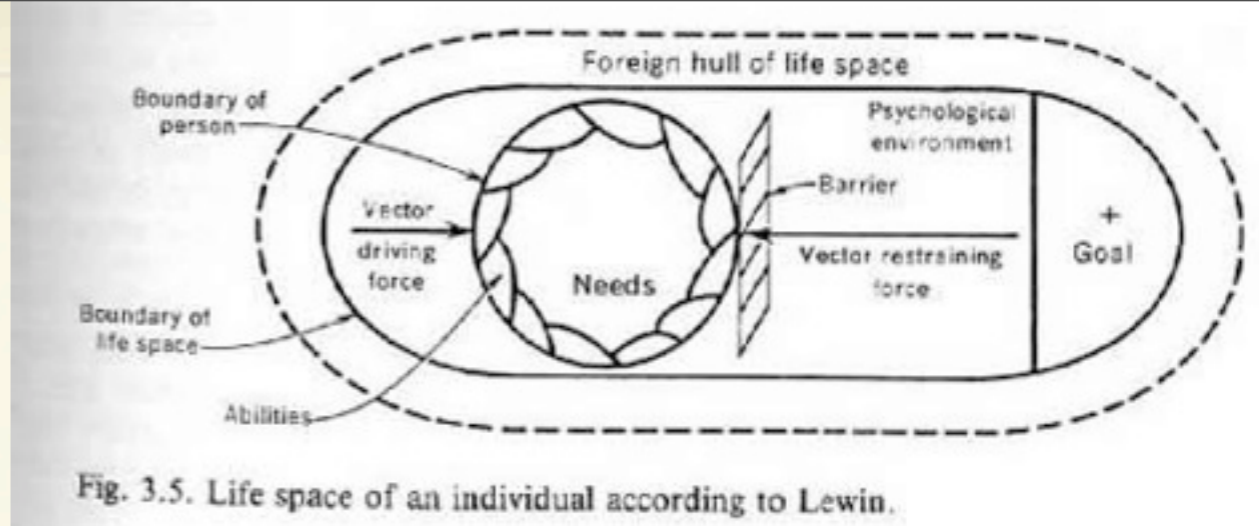 Foreign hull of life space
Boundary of
person
Psychological
environment
Barrier
Vector
driving
force
+
Goal
Vector restraining
force
Needs
Boundary of
life space
Abilities
Fig. 3.5. Life space of an individual according to Lewin.